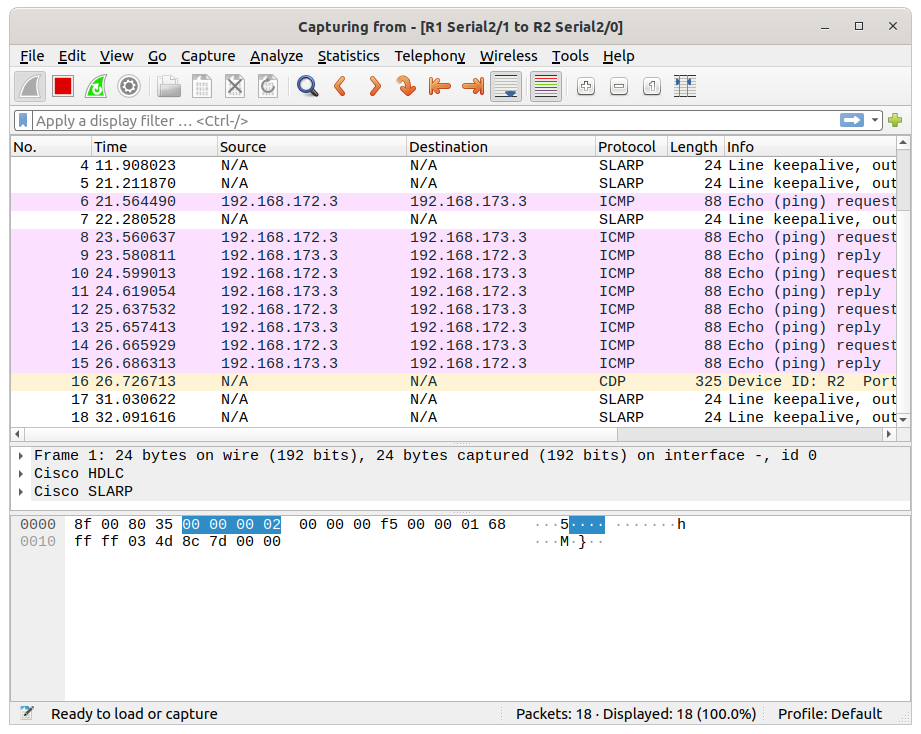 Capturing from - [R1 Serial2/1 to R2 Serial2/0]
File Edit View Go Capture Analyze Statistics Telephony Wireless Tools Help
Apply a display filter … <Ctrl-/>
No. Time Source Destination Protocol Length Info
4 11.908023 N/A N/A SLARP 24 Line keepalive, out
5 21.211870 N/A N/A SLARP 24 Line keepalive, out
6 21.564490 192.168.172.3 192.168.173.3 ICMP 88 Echo (ping) request
7 22.280528 N/A N/A SLARP 24 Line keepalive, out
8 23.560637 192.168.172.3 192.168.173.3 ICMP 88 Echo (ping) request
9 23.580811 192.168.173.3 192.168.172.3 ICMP 88 Echo (ping) reply
10 24.599013 192.168.172.3 192.168.173.3 ICMP 88 Echo (ping) request
11 24.619054 192.168.173.3 192.168.172.3 ICMP 88 Echo (ping) reply
12 25.637532 192.168.172.3 192.168.173.3 ICMP 88 Echo (ping) request
13 25.657413 192.168.173.3 192.168.172.3 ICMP 88 Echo (ping) reply
14 26.665929 192.168.172.3 192.168.173.3 ICMP 88 Echo (ping) request
15 26.686313 192.168.173.3 192.168.172.3 ICMP 88 Echo (ping) reply
16 26.726713 N/A N/A CDP 325 Device ID: R2 Port
17 31.030622 N/A N/A SLARP 24 Line keepalive, out
18 32.091616 N/A N/A SLARP 24 Line keepalive, out
Frame 1: 24 bytes on wire (192 bits), 24 bytes captured (192 bits) on interface -, id 0
Cisco HDLC
Cisco SLARP
0000 8f 00 80 35 00 00 00 02 00 00 00 f5 00 00 01 68 ···5···· ·······h
0010 ff ff 03 4d 8c 7d 00 00 ···M·}··
Ready to load or capture Packets: 18 · Displayed: 18 (100.0%) Profile: Default